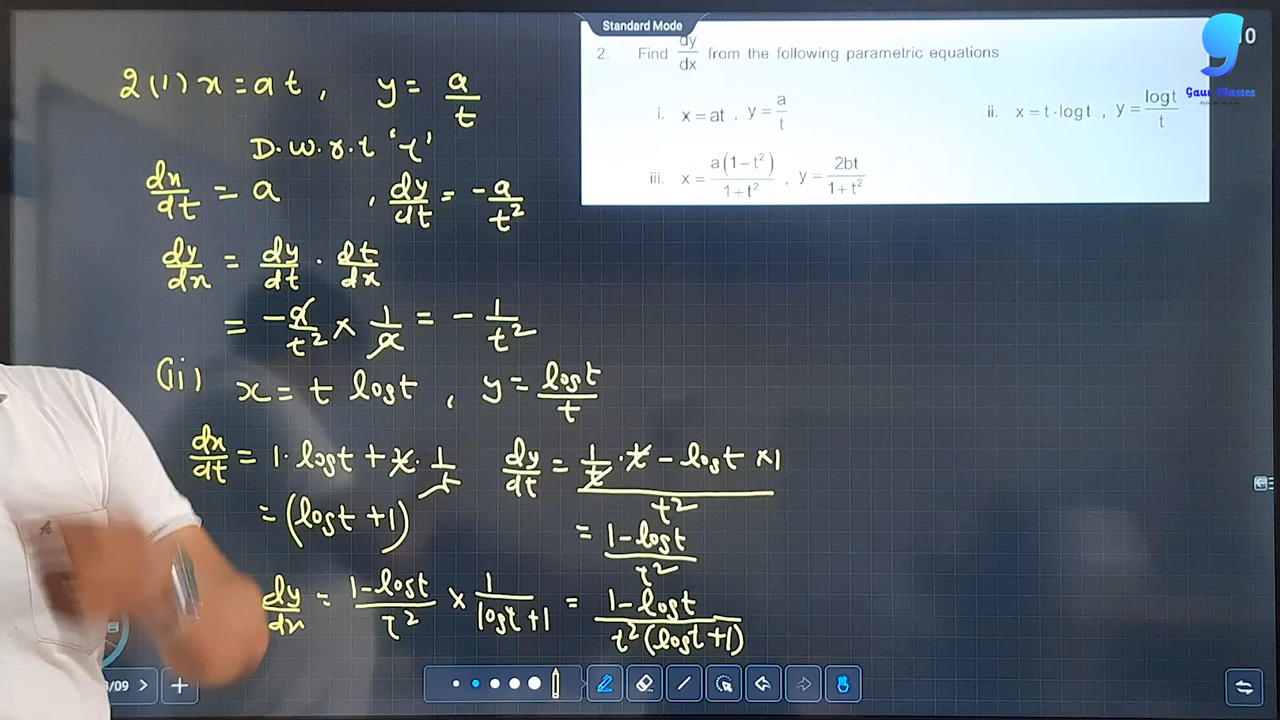 Standard Mode
10
Gaur Classes
2. Find dy/dx from the following parametric equations
i. x = at , y = a/t
ii. x = t·logt , y = logt/t
iii. x = a(1−t²)/1+t² , y = 2bt/1+t²
2(i) x = at , y = a/t
D.w.r.t 't'
dx/dt = a , dy/dt = -a/t²
dy/dx = dy/dt · dt/dx
= -a/t² × 1/a = - 1/t²
(ii) x = t logt , y = logt/t
dx/dt = 1·logt + t·1/t
= (logt +1)
dy/dt = 1/t·t − logt ×1/t²
= 1−logt/t²
dy/dx = 1−logt/t² × 1/logt+1 = 1−logt/t²(logt+1)
/09 > +